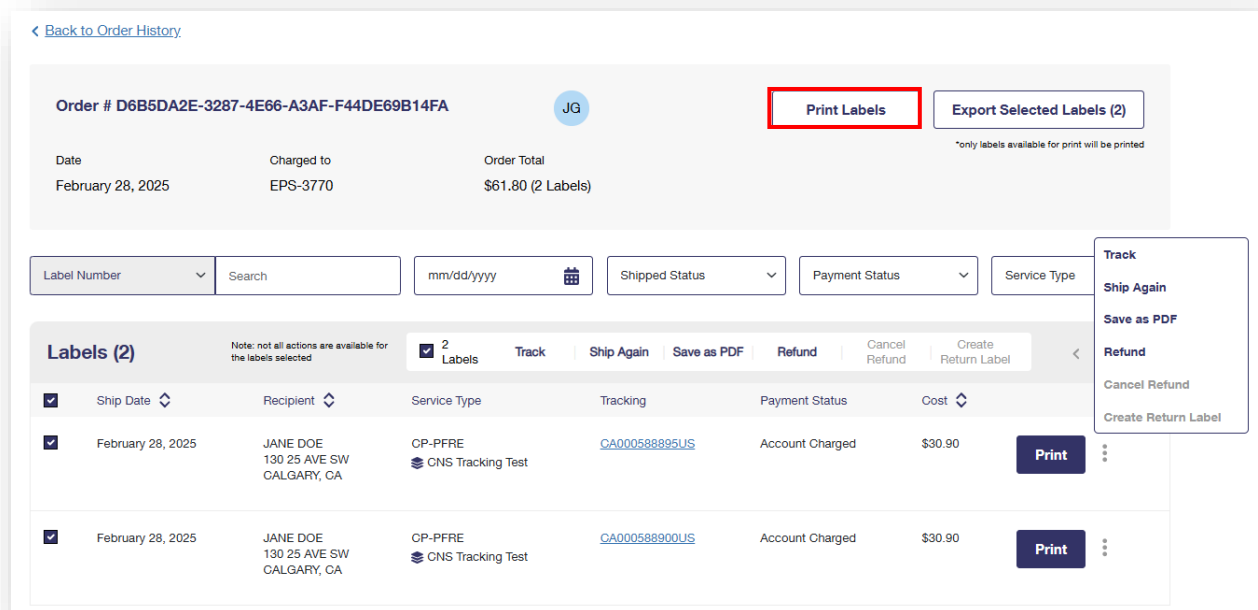 Back to Order History
Order # D6B5DA2E-3287-4E66-A3AF-F44DE69B14FA
JG
Print Labels
Export Selected Labels (2)
*only labels available for print will be printed
Date
Charged to
Order Total
February 28, 2025
EPS-3770
$61.80 (2 Labels)
Label Number
Search
mm/dd/yyyy
Shipped Status
Payment Status
Service Type
Track
Ship Again
Save as PDF
Refund
Cancel Refund
Create Return Label
Labels (2)
Note: not all actions are available for
the labels selected
2
Labels
Track
Ship Again
Save as PDF
Refund
Cancel
Refund
Create
Return Label
Ship Date
Recipient
Service Type
Tracking
Payment Status
Cost
February 28, 2025
JANE DOE
130 25 AVE SW
CALGARY, CA
CP-PFRE
CNS Tracking Test
CA000588895US
Account Charged
$30.90
Print
February 28, 2025
JANE DOE
130 25 AVE SW
CALGARY, CA
CP-PFRE
CNS Tracking Test
CA000588900US
Account Charged
$30.90
Print